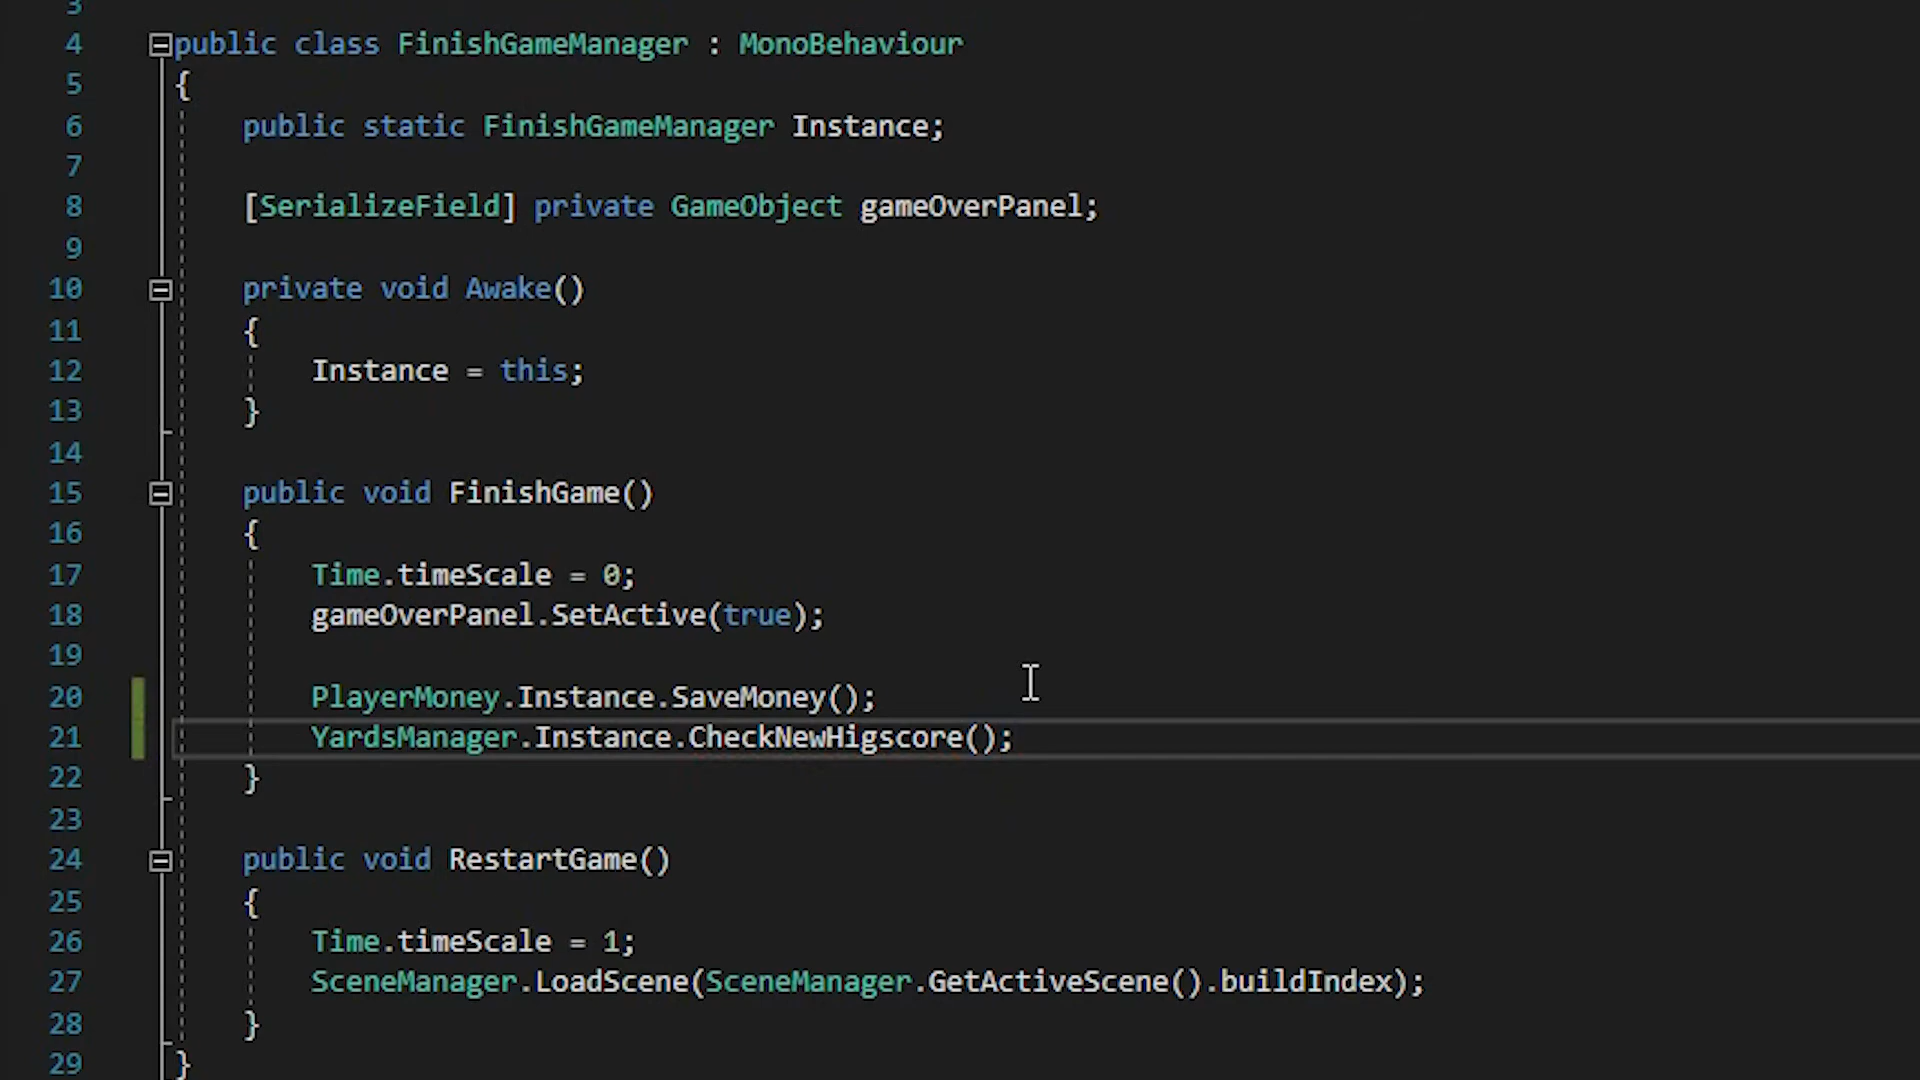 3
4 public class FinishGameManager : MonoBehaviour
5 {
6 public static FinishGameManager Instance;
7
8 [SerializeField] private GameObject gameOverPanel;
9
10 private void Awake()
11 {
12 Instance = this;
13 }
14
15 public void FinishGame()
16 {
17 Time.timeScale = 0;
18 gameOverPanel.SetActive(true);
19
20 PlayerMoney.Instance.SaveMoney();
21 YardsManager.Instance.CheckNewHigscore();
22 }
23
24 public void RestartGame()
25 {
26 Time.timeScale = 1;
27 SceneManager.LoadScene(SceneManager.GetActiveScene().buildIndex);
28 }
29 }